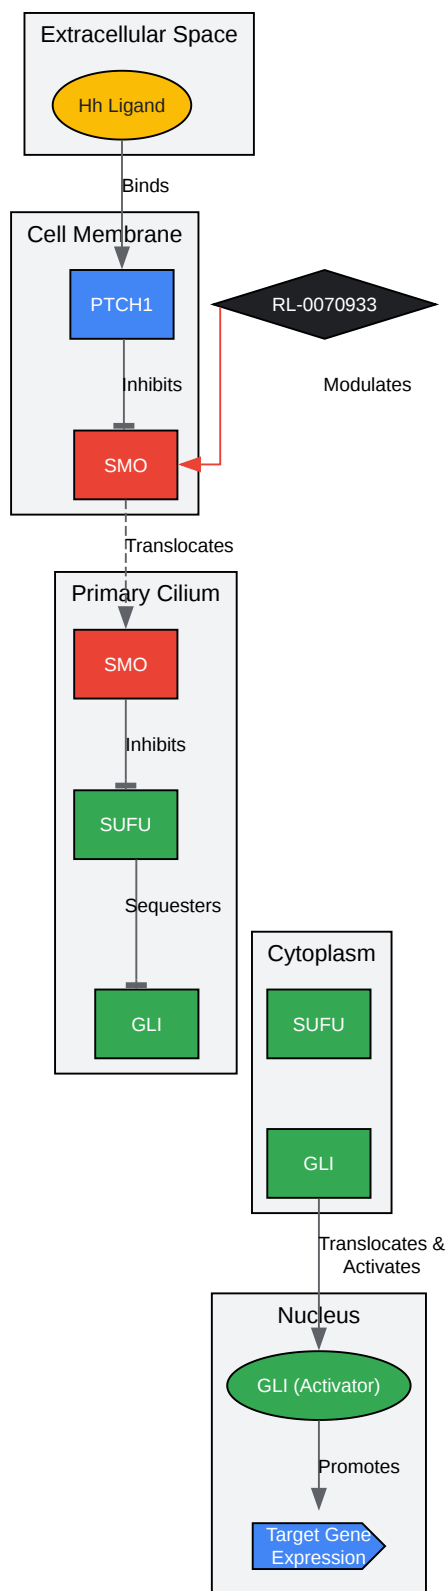 Extracellular Space
Hh Ligand
Binds
Cell Membrane
PTCH1
RL-0070933
Inhibits
Modulates
SMO
Translocates
Primary Cilium
SMO
Inhibits
SUFU
Sequesters
GLI
Cytoplasm
SUFU
GLI
Translocates &
Activates
Nucleus
GLI (Activator)
Promotes
Target Gene
Expression